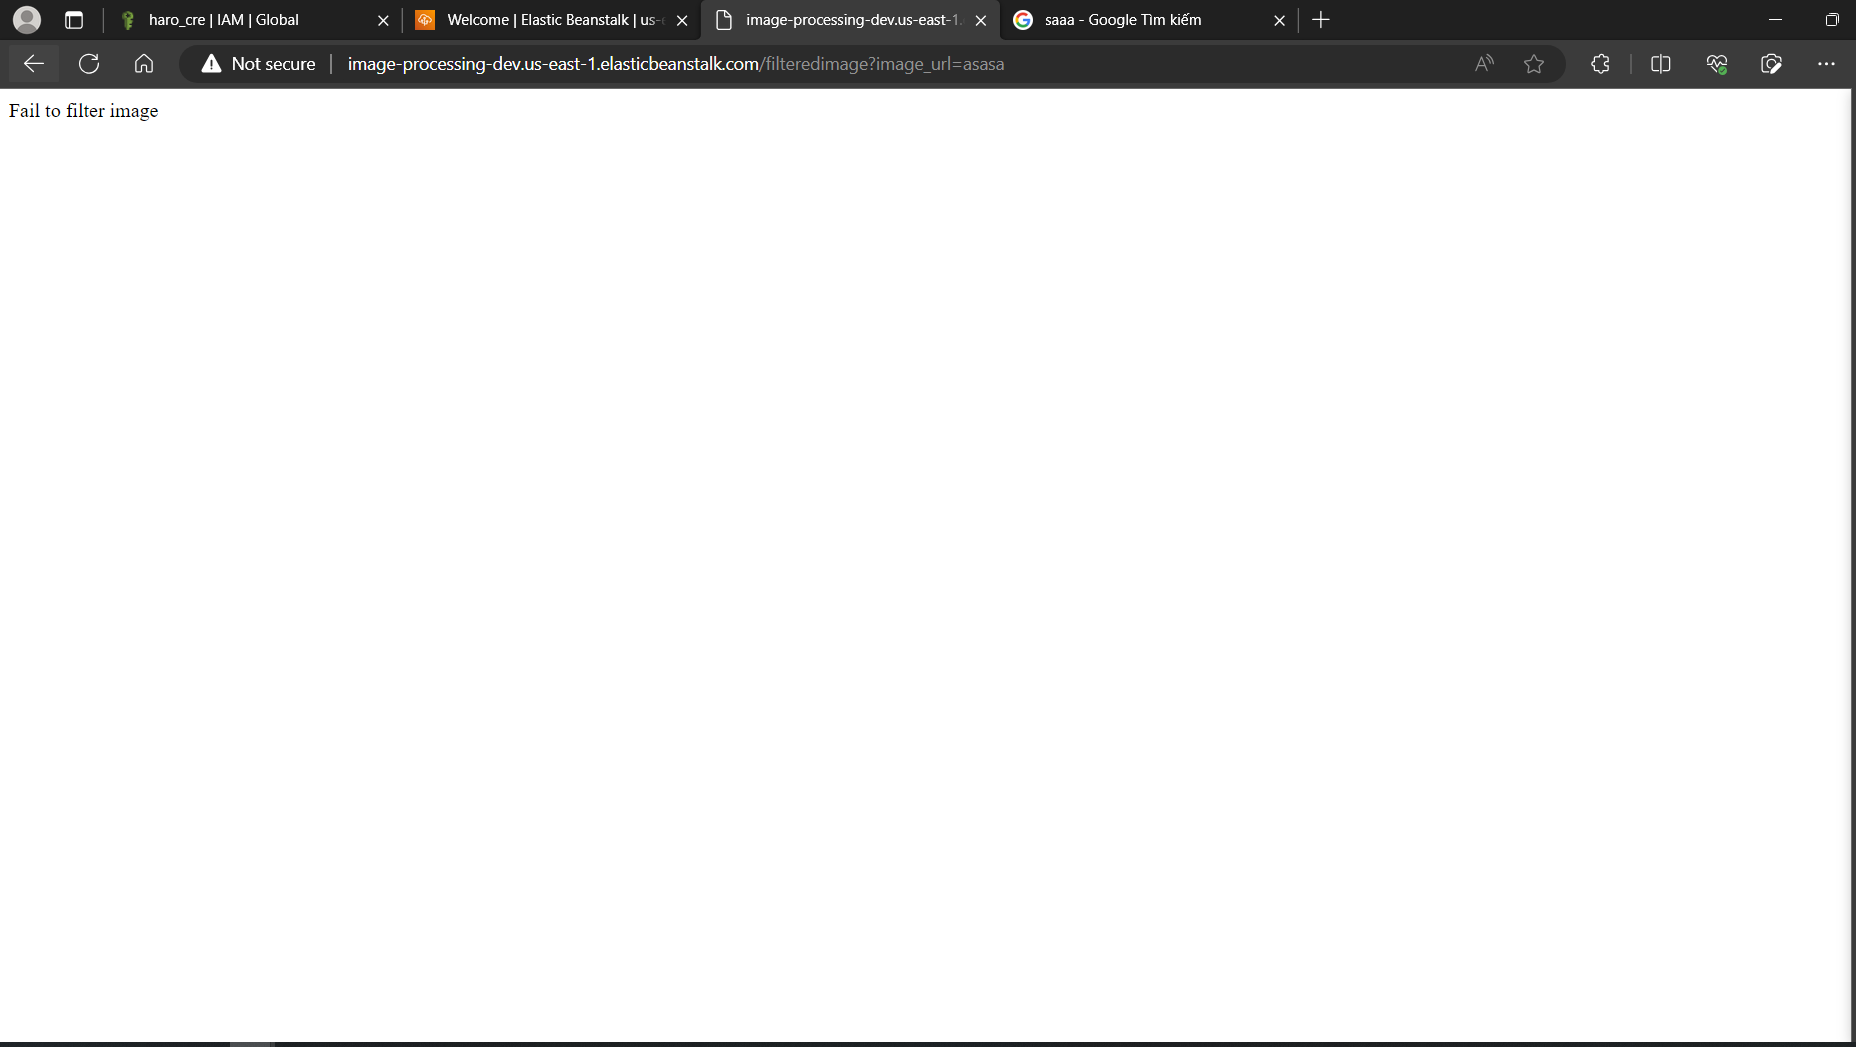 haro_cre | IAM | Global
Welcome | Elastic Beanstalk | us-e
image-processing-dev.us-east-1.
saaa - Google Tìm kiếm
Not secure
image-processing-dev.us-east-1.elasticbeanstalk.com/filteredimage?image_url=asasa
Fail to filter image